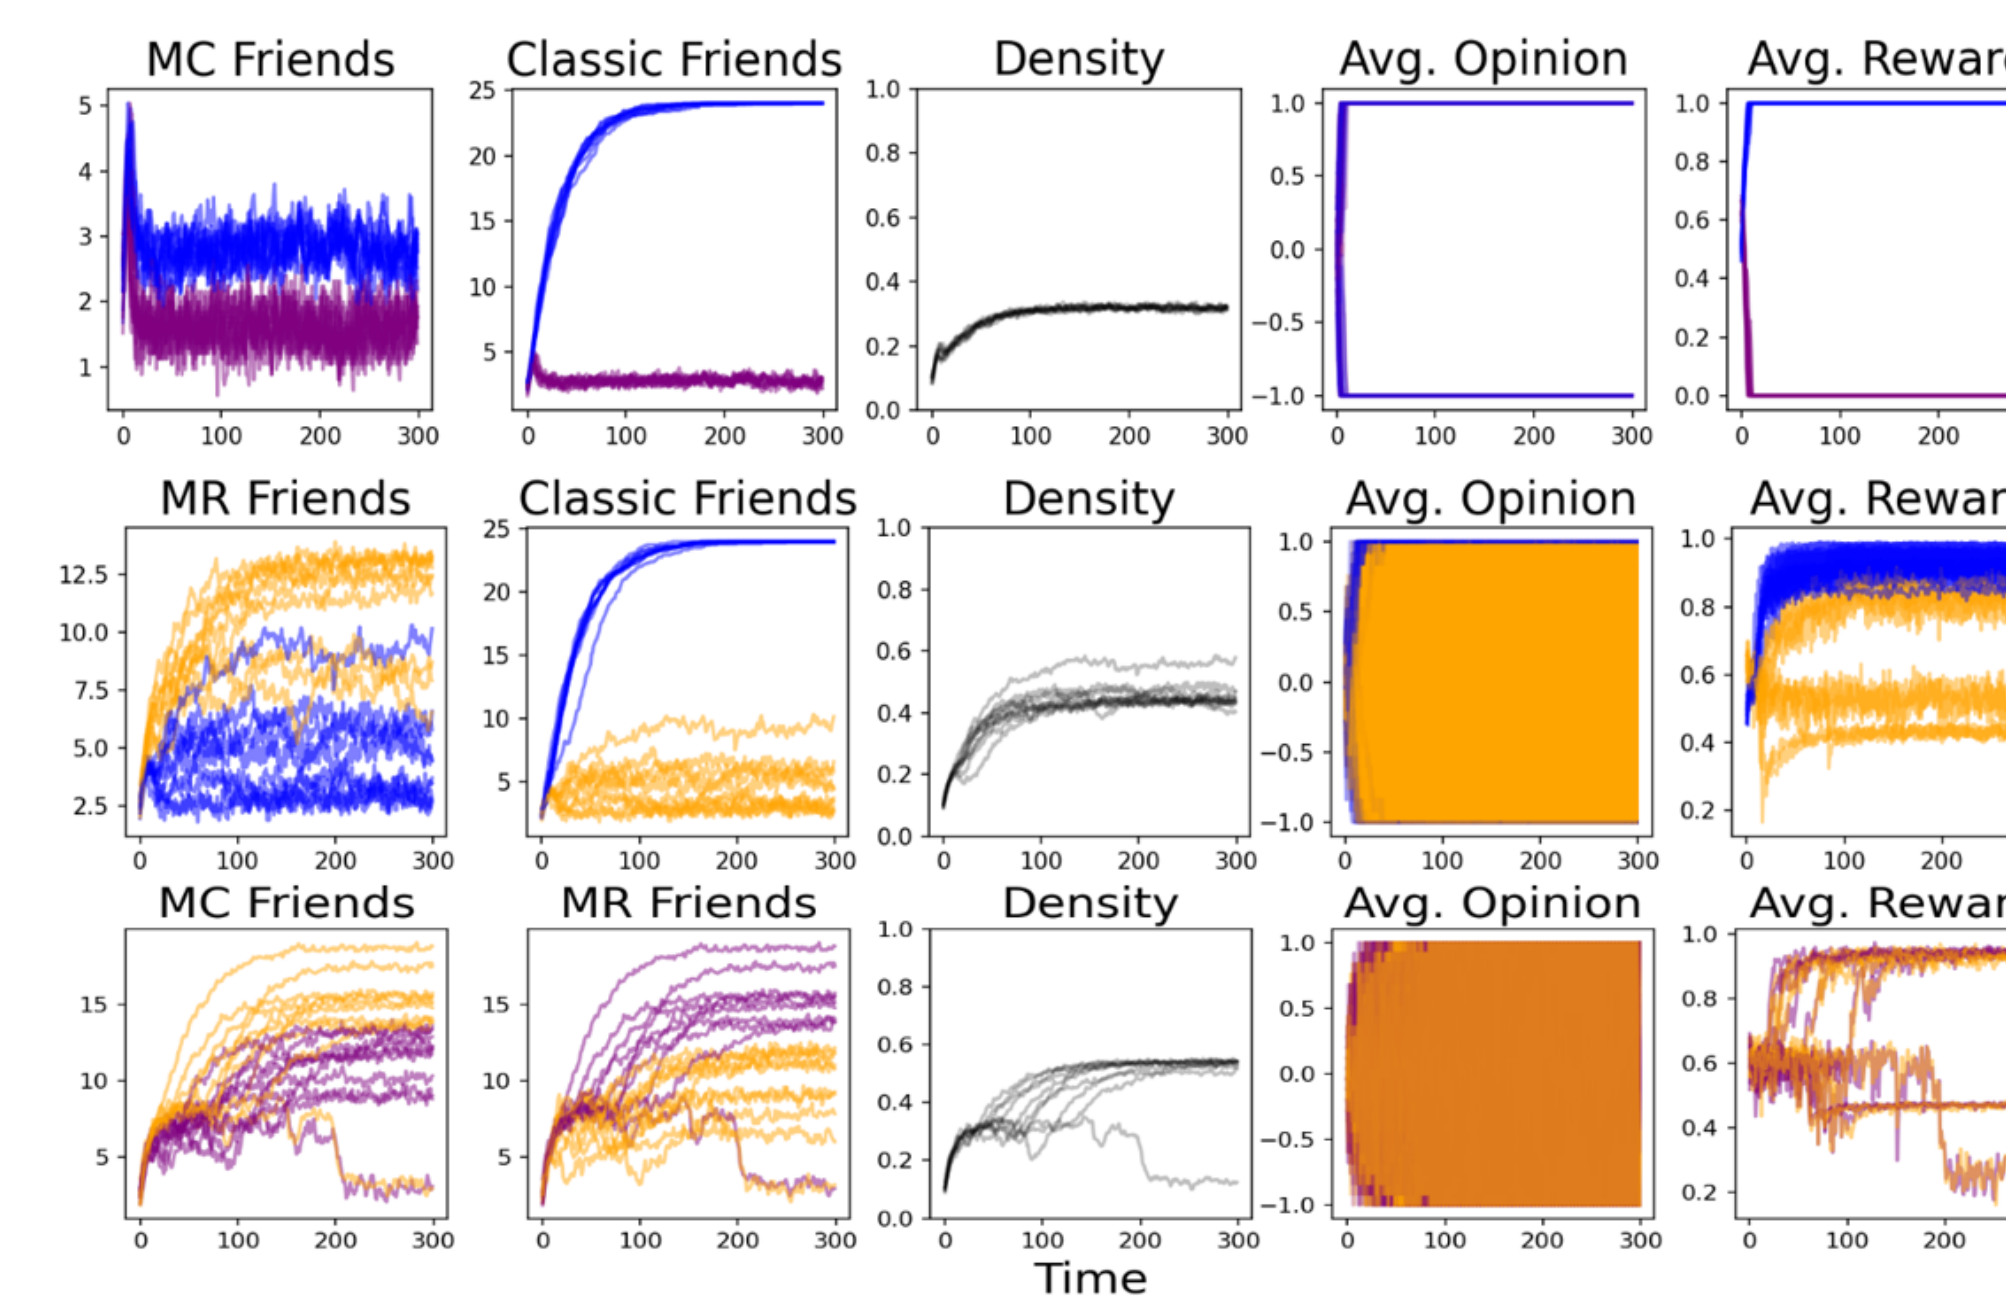 MC Friends Classic Friends Density Avg. Opinion Avg. Reward
5 4 3 2 1
0 100 200 300
25 20 15 10 5
0 100 200 300
1.0 0.8 0.6 0.4 0.2 0.0
0 100 200 300
1.0 0.5 0.0 −0.5 −1.0
0 100 200 300
1.0 0.8 0.6 0.4 0.2 0.0
0 100 200
MR Friends Classic Friends Density Avg. Opinion Avg. Rewar
12.5 10.0 7.5 5.0 2.5
0 100 200 300
25 20 15 10 5
0 100 200 300
1.0 0.8 0.6 0.4 0.2 0.0
0 100 200 300
1.0 0.5 0.0 −0.5 −1.0
0 100 200 300
1.0 0.8 0.6 0.4 0.2
0 100 200
MC Friends MR Friends Density Avg. Opinion Avg. Rewar
15 10 5
0 100 200 300
15 10 5
0 100 200 300
1.0 0.8 0.6 0.4 0.2 0.0
0 100 200 300
1.0 0.5 0.0 −0.5 −1.0
0 100 200 300
1.0 0.8 0.6 0.4 0.2
0 100 200
Time